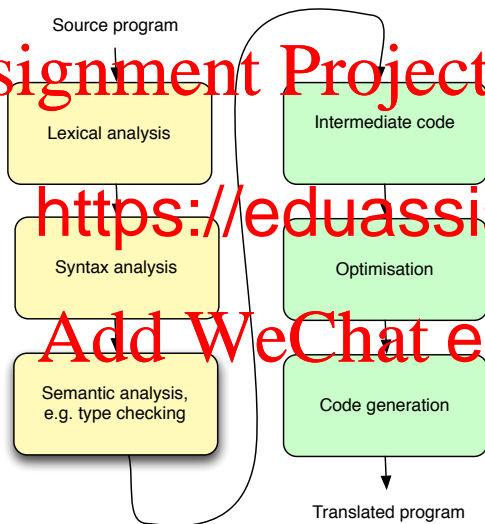 Source program
signment Project
Lexical analysis
https://eduassi
Syntax analysis
Add WeChat e
Semantic analysis,
e.g. type checking
Intermediate code
Optimisation
Code generation
Translated program